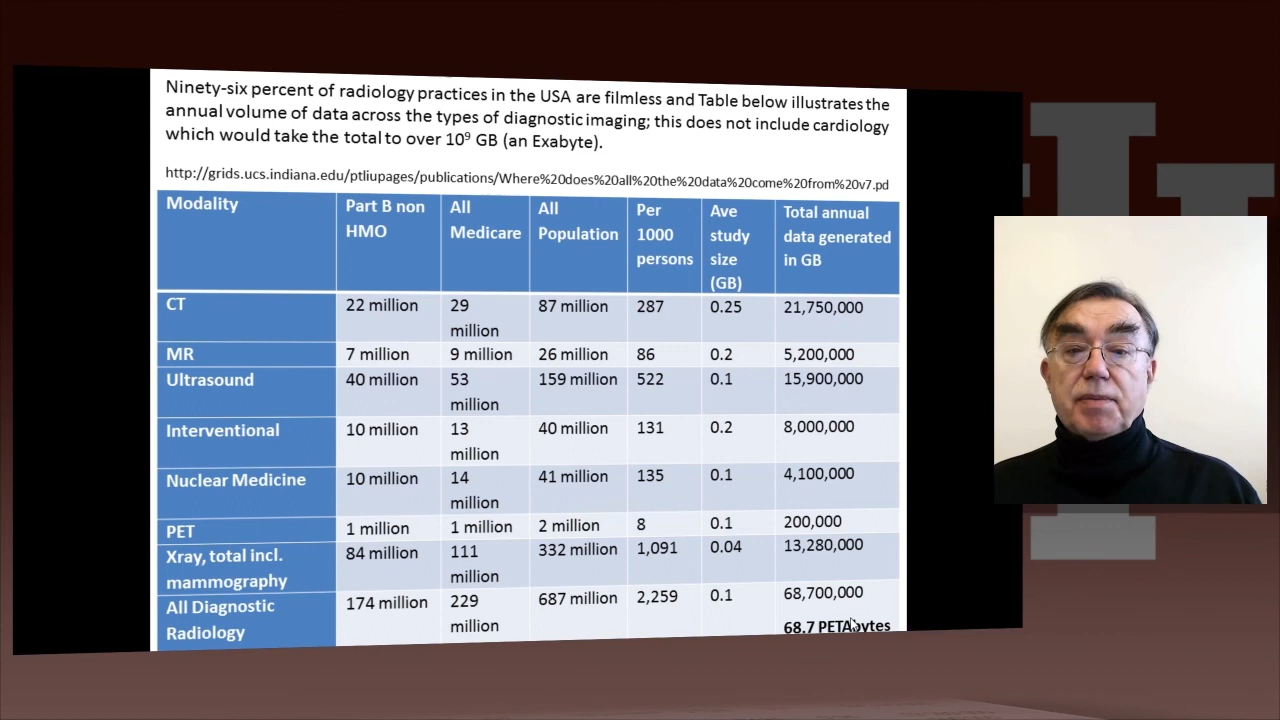 Ninety-six percent of radiology practices in the USA are filmless and Table below illustrates the
annual volume of data across the types of diagnostic imaging; this does not include cardiology
which would take the total to over 10⁹ GB (an Exabyte).
http://grids.ucs.indiana.edu/ptliupages/publications/Where%20does%20all%20the%20data%20come%20from%20v7.pd
Modality Part B non HMO All Medicare All Population Per 1000 persons Ave study size (GB) Total annual data generated in GB
CT 22 million 29 million 87 million 287 0.25 21,750,000
MR 7 million 9 million 26 million 86 0.2 5,200,000
Ultrasound 40 million 53 million 159 million 522 0.1 15,900,000
Interventional 10 million 13 million 40 million 131 0.2 8,000,000
Nuclear Medicine 10 million 14 million 41 million 135 0.1 4,100,000
PET 1 million 1 million 2 million 8 0.1 200,000
Xray, total incl. mammography 84 million 111 million 332 million 1,091 0.04 13,280,000
All Diagnostic Radiology 174 million 229 million 687 million 2,259 0.1 68,700,000
68.7 PETAbytes